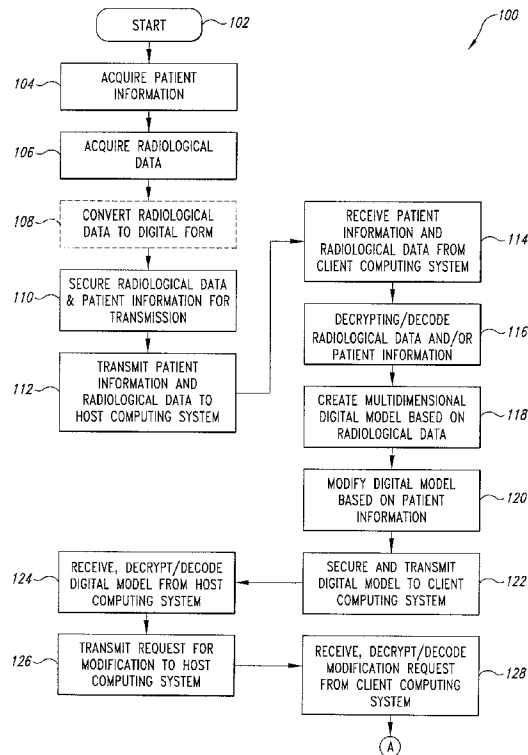 100
START
102
104
ACQUIRE PATIENT
INFORMATION
106
ACQUIRE RADIOLOGICAL
DATA
108
CONVERT RADIOLOGICAL
DATA TO DIGITAL FORM
110
SECURE RADIOLOGICAL DATA
& PATIENT INFORMATION FOR
TRANSMISSION
112
TRANSMIT PATIENT
INFORMATION AND
RADIOLOGICAL DATA TO
HOST COMPUTING SYSTEM
RECEIVE PATIENT
INFORMATION AND
RADIOLOGICAL DATA FROM
CLIENT COMPUTING SYSTEM
114
DECRYPTING/DECODE
RADIOLOGICAL DATA AND/OR
PATIENT INFORMATION
116
CREATE MULTIDIMENSIONAL
DIGITAL MODEL BASED ON
RADIOLOGICAL DATA
118
MODIFY DIGITAL MODEL
BASED ON PATIENT
INFORMATION
120
SECURE AND TRANSMIT
DIGITAL MODEL TO CLIENT
COMPUTING SYSTEM
122
124
RECEIVE, DECRYPT/DECODE
DIGITAL MODEL FROM HOST
COMPUTING SYSTEM
126
TRANSMIT REQUEST FOR
MODIFICATION TO HOST
COMPUTING SYSTEM
RECEIVE, DECRYPT/DECODE
MODIFICATION REQUEST
FROM CLIENT COMPUTING
SYSTEM
128
A